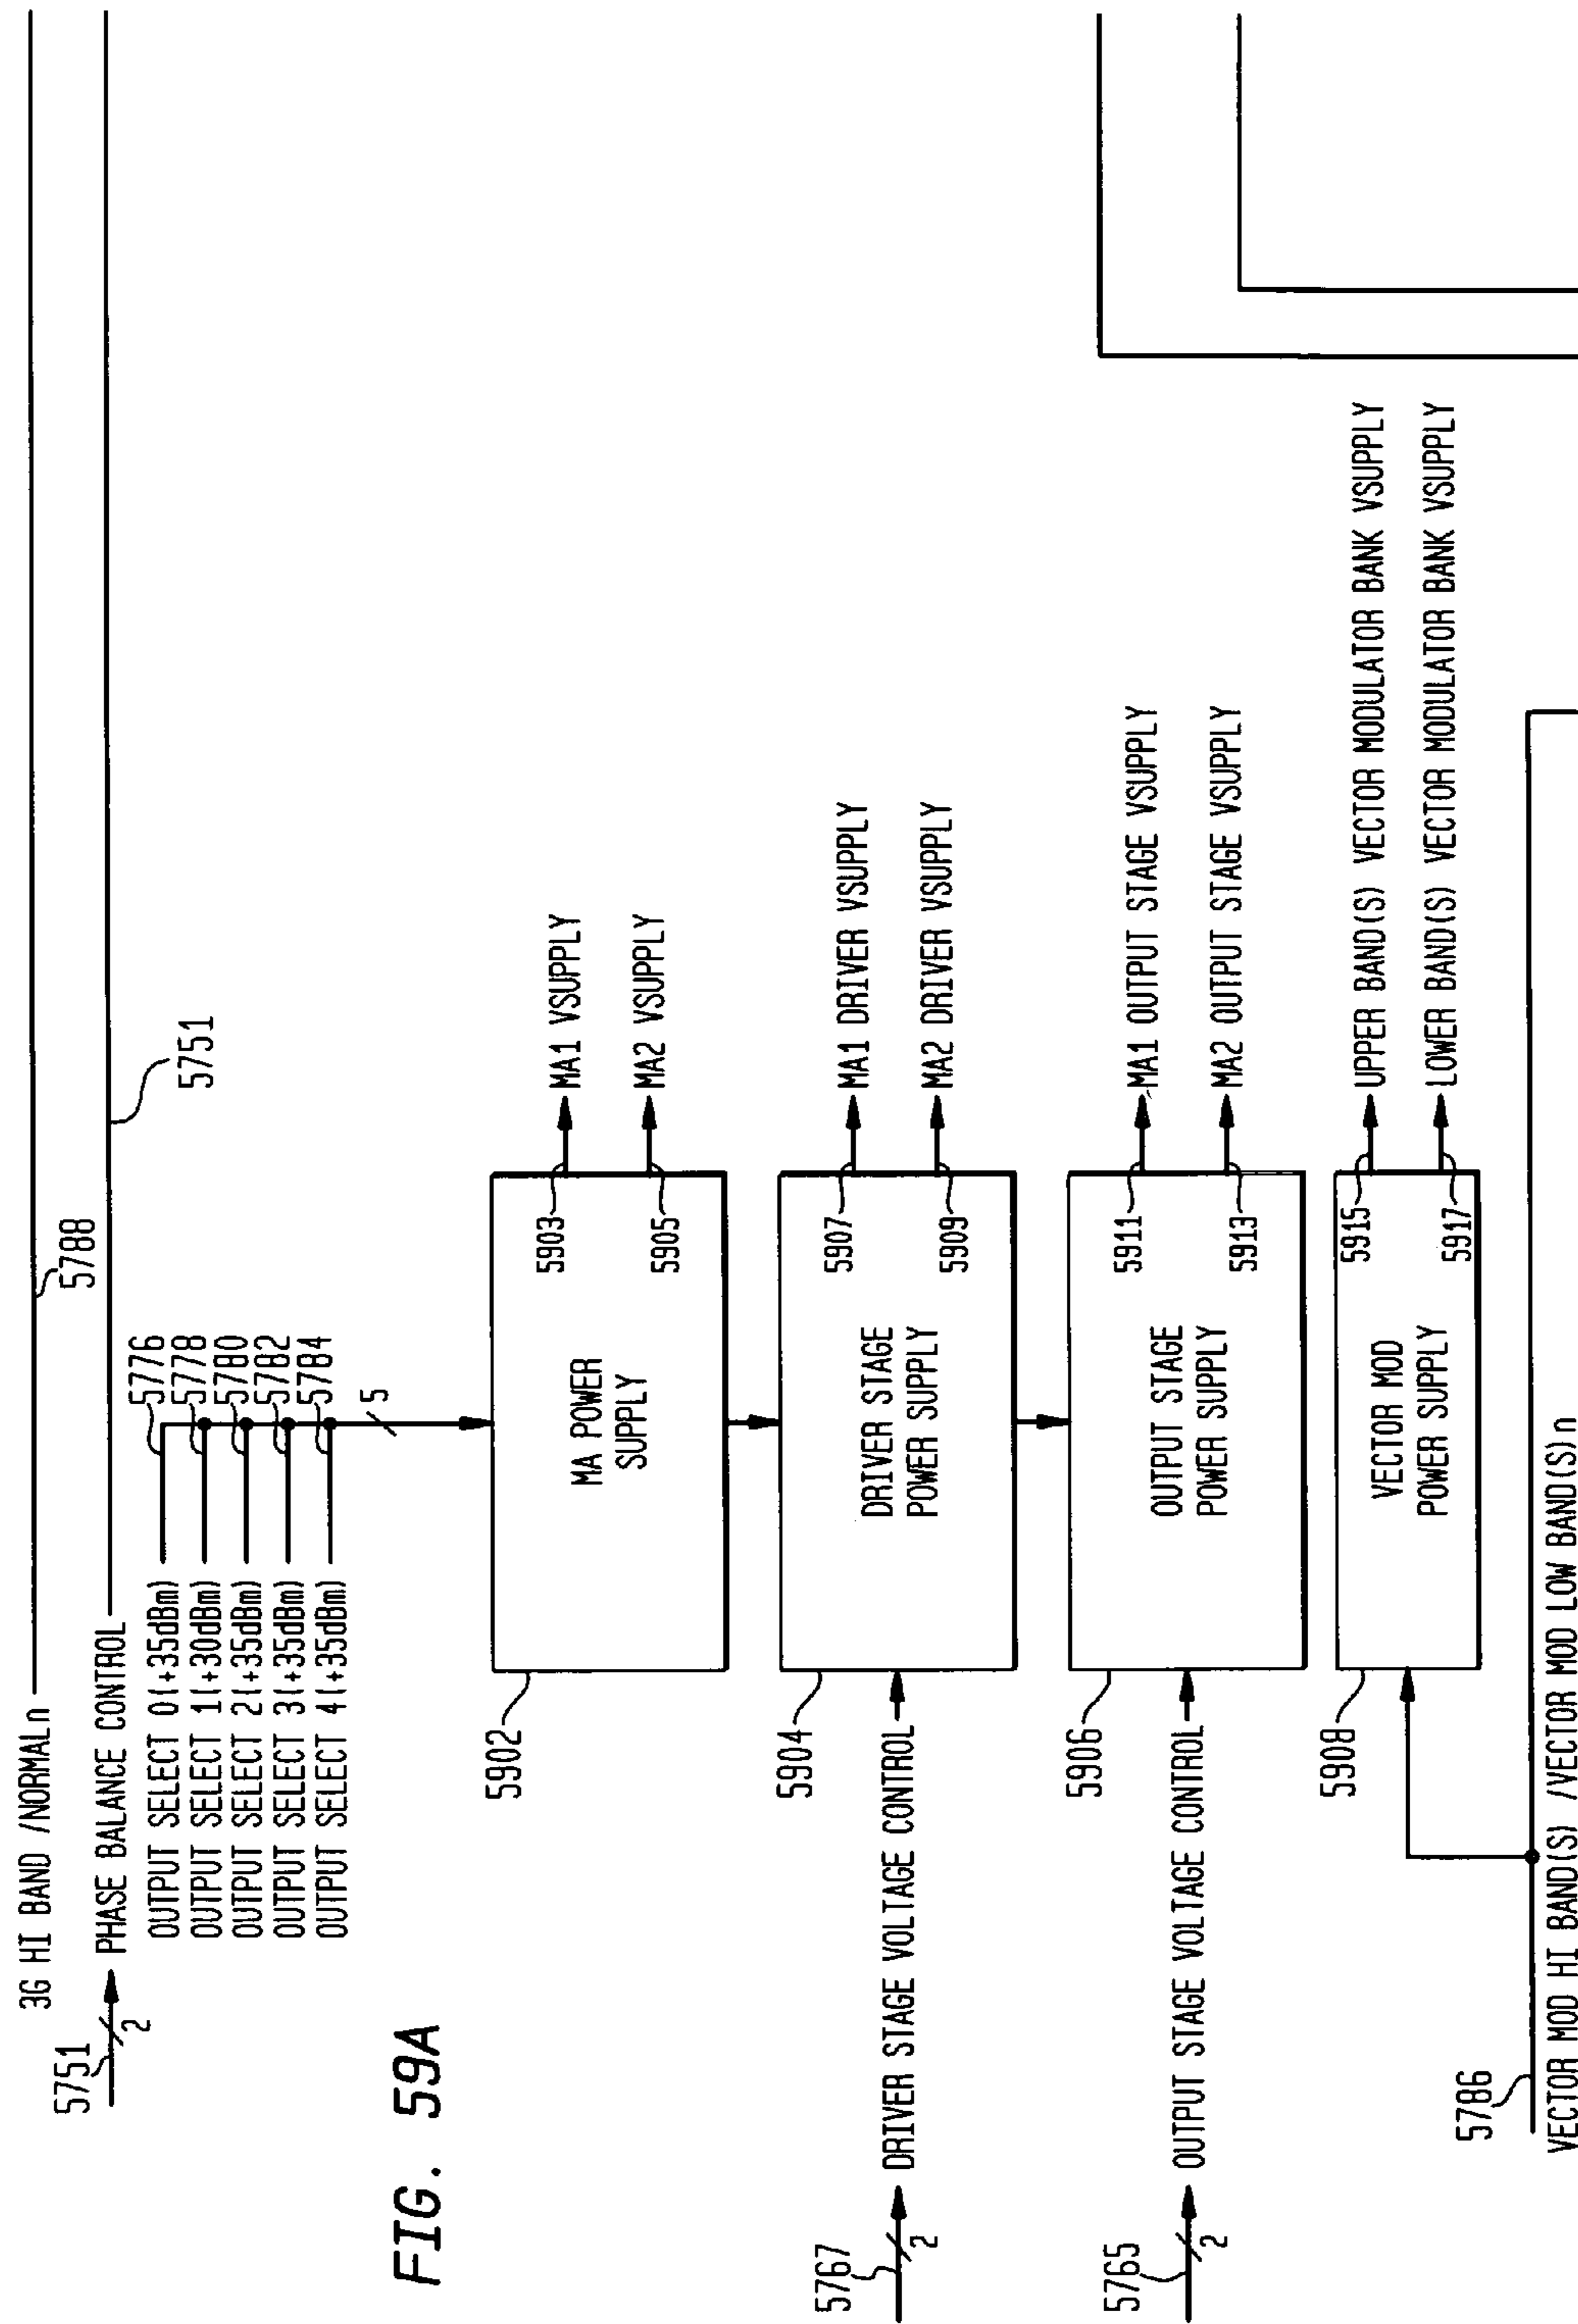 3G HI BAND /NORMALn
5788
5751
2
PHASE BALANCE CONTROL
5751
OUTPUT SELECT 0(+35dBm)
5776
OUTPUT SELECT 1(+30dBm)
5778
OUTPUT SELECT 2(+35dBm)
5780
OUTPUT SELECT 3(+35dBm)
5782
OUTPUT SELECT 4(+35dBm)
5784
5
FIG. 59A
5902
MA POWER
SUPPLY
5903
MA1 VSUPPLY
5905
MA2 VSUPPLY
5767
2
DRIVER STAGE VOLTAGE CONTROL
5904
DRIVER STAGE
POWER SUPPLY
5907
MA1 DRIVER VSUPPLY
5909
MA2 DRIVER VSUPPLY
5765
2
OUTPUT STAGE VOLTAGE CONTROL
5906
OUTPUT STAGE
POWER SUPPLY
5911
MA1 OUTPUT STAGE VSUPPLY
5913
MA2 OUTPUT STAGE VSUPPLY
5908
VECTOR MOD
POWER SUPPLY
5915
UPPER BAND(S) VECTOR MODULATOR BANK VSUPPLY
5917
LOWER BAND(S) VECTOR MODULATOR BANK VSUPPLY
5786
VECTOR MOD HI BAND(S) /VECTOR MOD LOW BAND(S)n